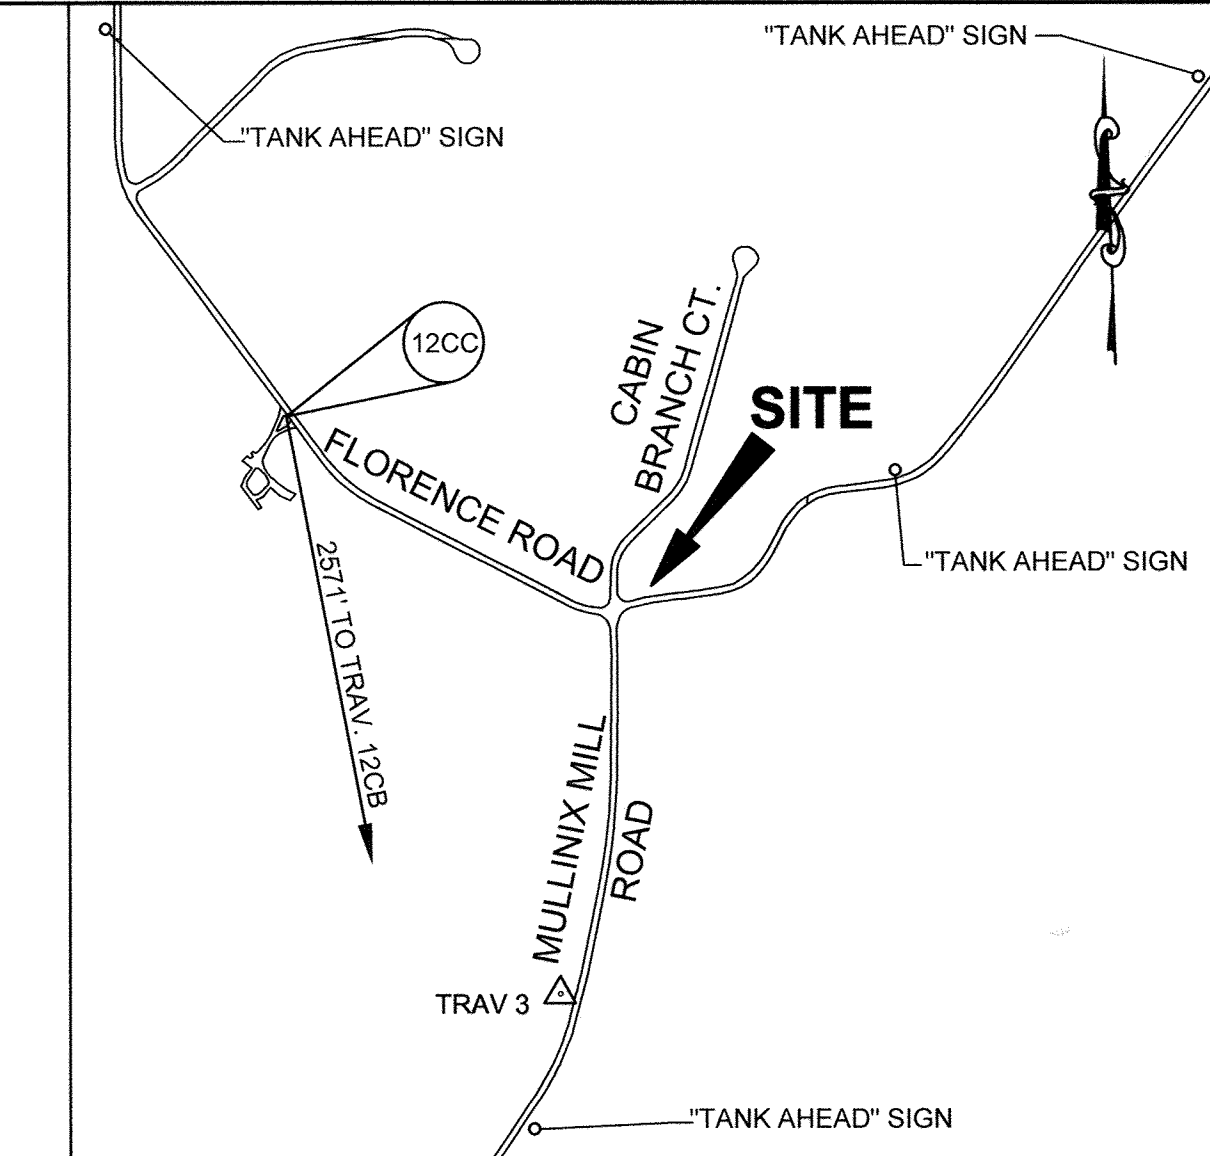 "TANK AHEAD" SIGN
"TANK AHEAD" SIGN
12CC
CABIN
BRANCH CT.
SITE
FLORENCE ROAD
"TANK AHEAD" SIGN
2571' TO TRAV. 12CB
MULLINIX MILL
ROAD
TRAV 3
"TANK AHEAD" SIGN